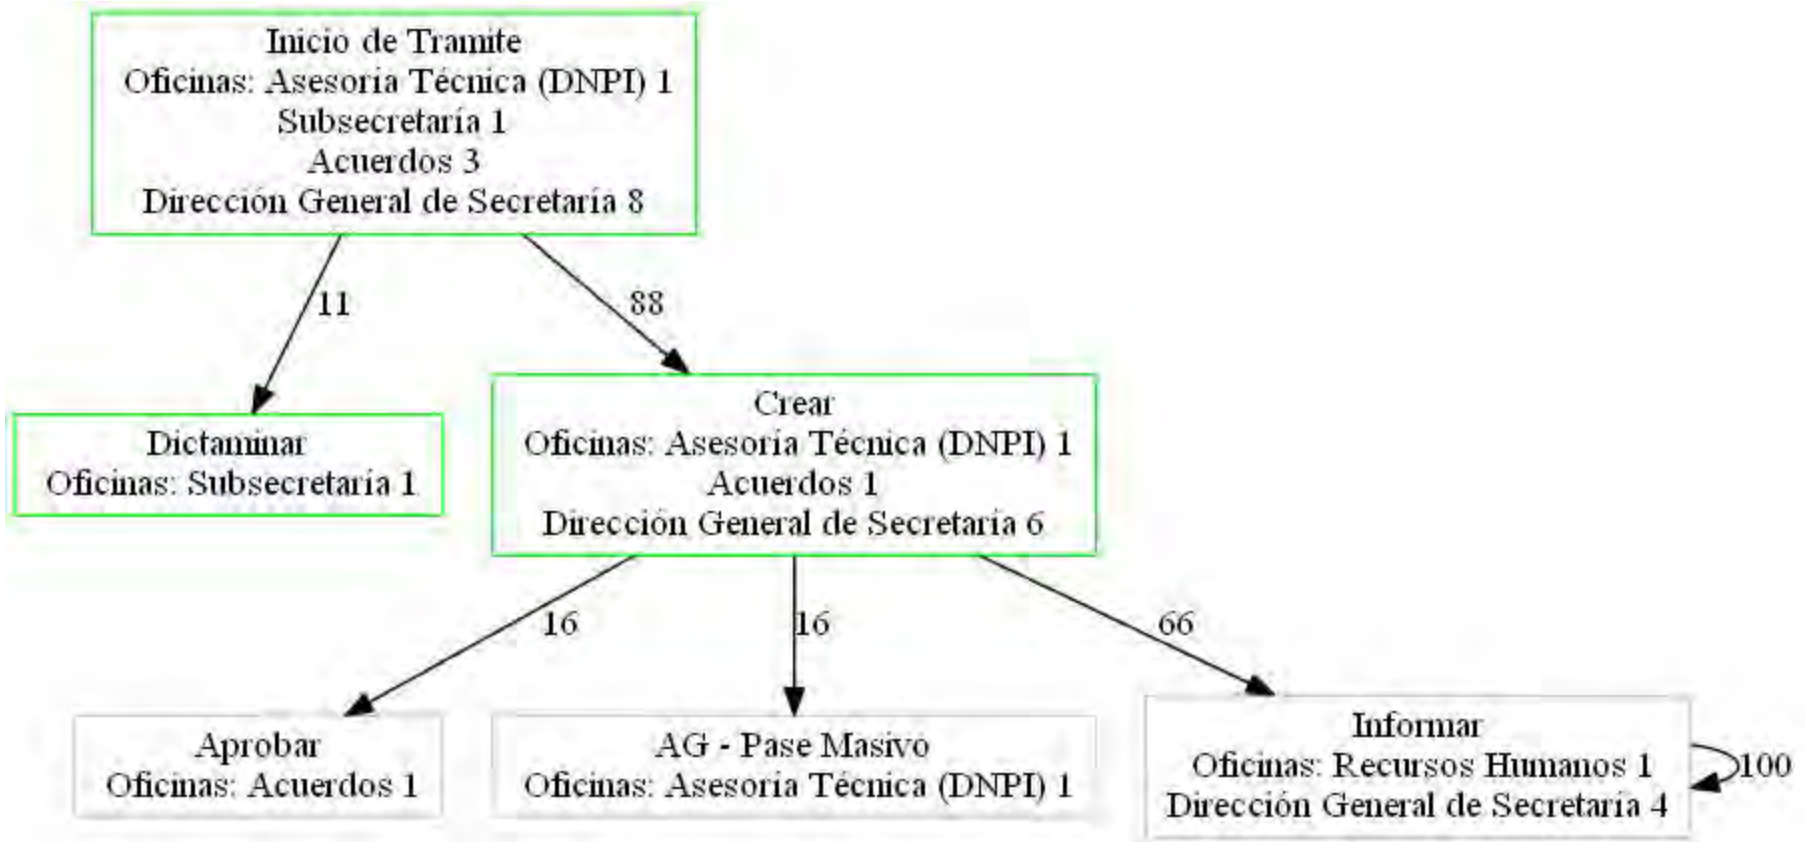 Inicio de Tramite
Oficinas: Asesoría Técnica (DNPI) 1
Subsecretaría 1
Acuerdos 3
Dirección General de Secretaría 8
11
88
Dictaminar
Oficinas: Subsecretaría 1
Crear
Oficinas: Asesoría Técnica (DNPI) 1
Acuerdos 1
Dirección General de Secretaría 6
16
16
66
Aprobar
Oficinas: Acuerdos 1
AG - Pase Masivo
Oficinas: Asesoría Técnica (DNPI) 1
Informar
Oficinas: Recursos Humanos 1
Dirección General de Secretaría 4
100